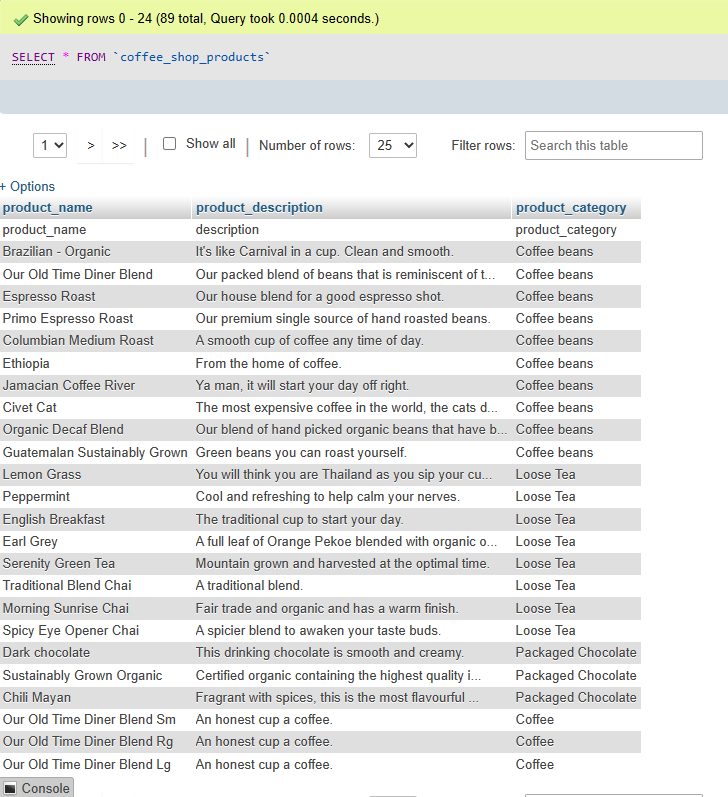 Showing rows 0 - 24 (89 total, Query took 0.0004 seconds.)
SELECT * FROM `coffee_shop_products`
1 > >> | Show all | Number of rows: 25 Filter rows: Search this table
+ Options
product_name product_description product_category
product_name description product_category
Brazilian - Organic It's like Carnival in a cup. Clean and smooth. Coffee beans
Our Old Time Diner Blend Our packed blend of beans that is reminiscent of t... Coffee beans
Espresso Roast Our house blend for a good espresso shot. Coffee beans
Primo Espresso Roast Our premium single source of hand roasted beans. Coffee beans
Columbian Medium Roast A smooth cup of coffee any time of day. Coffee beans
Ethiopia From the home of coffee. Coffee beans
Jamacian Coffee River Ya man, it will start your day off right. Coffee beans
Civet Cat The most expensive coffee in the world, the cats d... Coffee beans
Organic Decaf Blend Our blend of hand picked organic beans that have b... Coffee beans
Guatemalan Sustainably Grown Green beans you can roast yourself. Coffee beans
Lemon Grass You will think you are Thailand as you sip your cu... Loose Tea
Peppermint Cool and refreshing to help calm your nerves. Loose Tea
English Breakfast The traditional cup to start your day. Loose Tea
Earl Grey A full leaf of Orange Pekoe blended with organic o... Loose Tea
Serenity Green Tea Mountain grown and harvested at the optimal time. Loose Tea
Traditional Blend Chai A traditional blend. Loose Tea
Morning Sunrise Chai Fair trade and organic and has a warm finish. Loose Tea
Spicy Eye Opener Chai A spicier blend to awaken your taste buds. Loose Tea
Dark chocolate This drinking chocolate is smooth and creamy. Packaged Chocolate
Sustainably Grown Organic Certified organic containing the highest quality i... Packaged Chocolate
Chili Mayan Fragrant with spices, this is the most flavourful ... Packaged Chocolate
Our Old Time Diner Blend Sm An honest cup a coffee. Coffee
Our Old Time Diner Blend Rg An honest cup a coffee. Coffee
Our Old Time Diner Blend Lg An honest cup a coffee. Coffee
Console